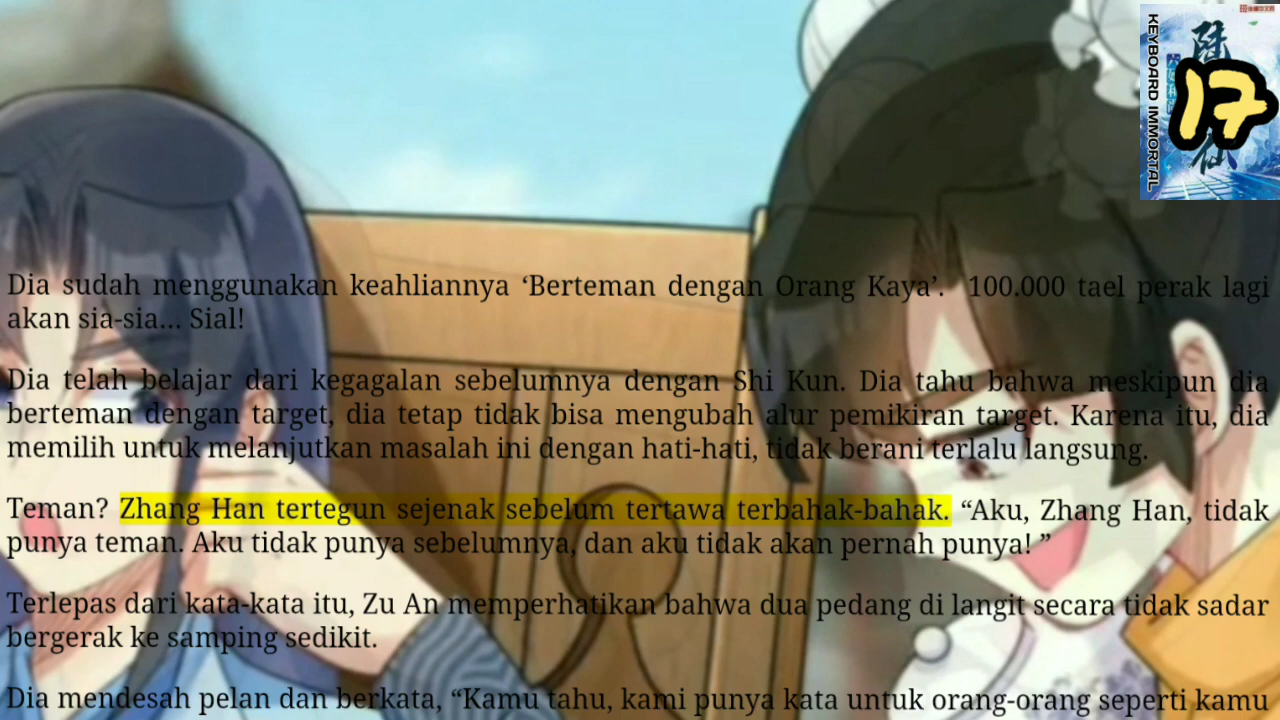 KEYBOARD IMMORTAL
17
Dia sudah menggunakan keahliannya ‘Berteman dengan Orang Kaya’. 100.000 tael perak lagi
akan sia-sia… Sial!
Dia telah belajar dari kegagalan sebelumnya dengan Shi Kun. Dia tahu bahwa meskipun dia
berteman dengan target, dia tetap tidak bisa mengubah alur pemikiran target. Karena itu, dia
memilih untuk melanjutkan masalah ini dengan hati-hati, tidak berani terlalu langsung.
Teman? Zhang Han tertegun sejenak sebelum tertawa terbahak-bahak. “Aku, Zhang Han, tidak
punya teman. Aku tidak punya sebelumnya, dan aku tidak akan pernah punya! ”
Terlepas dari kata-kata itu, Zu An memperhatikan bahwa dua pedang di langit secara tidak sadar
bergerak ke samping sedikit.
Dia mendesah pelan dan berkata, “Kamu tahu, kami punya kata untuk orang-orang seperti kamu